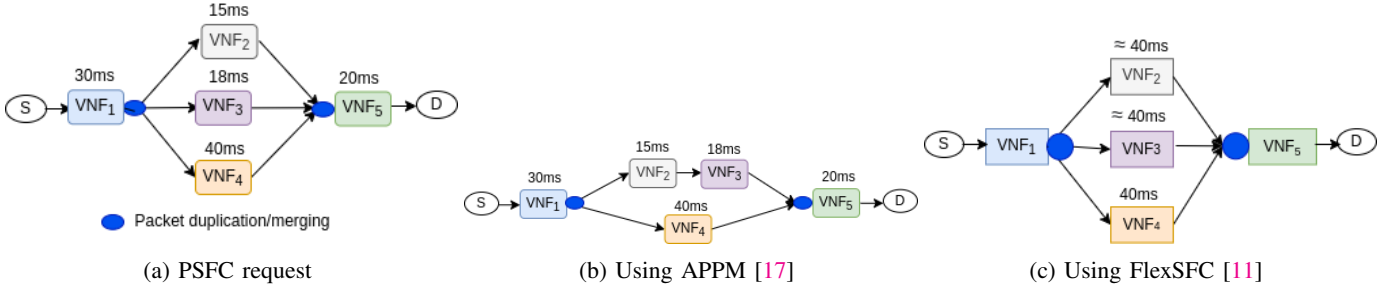 15ms
VNF2
30ms
18ms
20ms
S
VNF1
VNF3
VNF5
D
40ms
VNF4
Packet duplication/merging
(a) PSFC request
15ms
18ms
VNF2
VNF3
30ms
20ms
S
VNF1
VNF5
D
40ms
VNF4
(b) Using APPM [17]
≈ 40ms
VNF2
≈ 40ms
S
VNF1
VNF3
VNF5
D
40ms
VNF4
(c) Using FlexSFC [11]